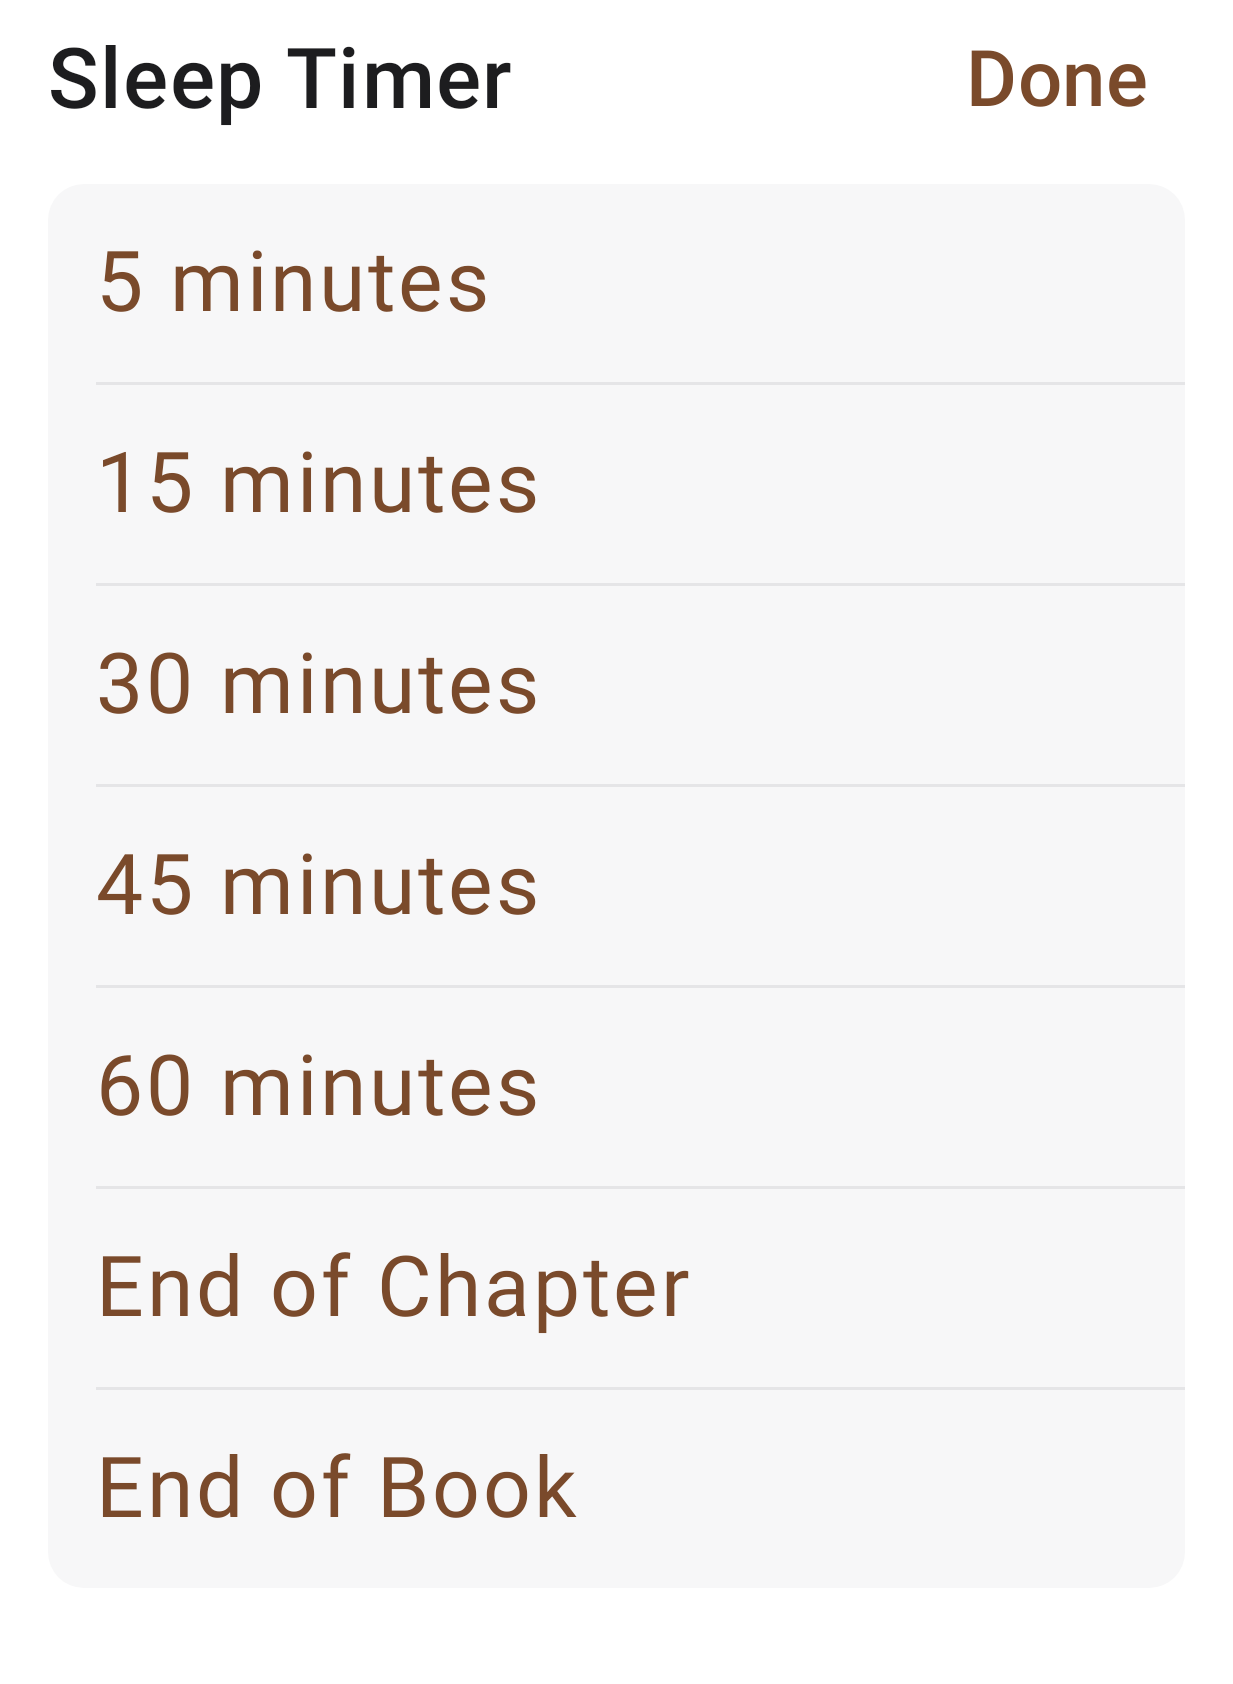 Sleep Timer
Done
5 minutes
15 minutes
30 minutes
45 minutes
60 minutes
End of Chapter
End of Book